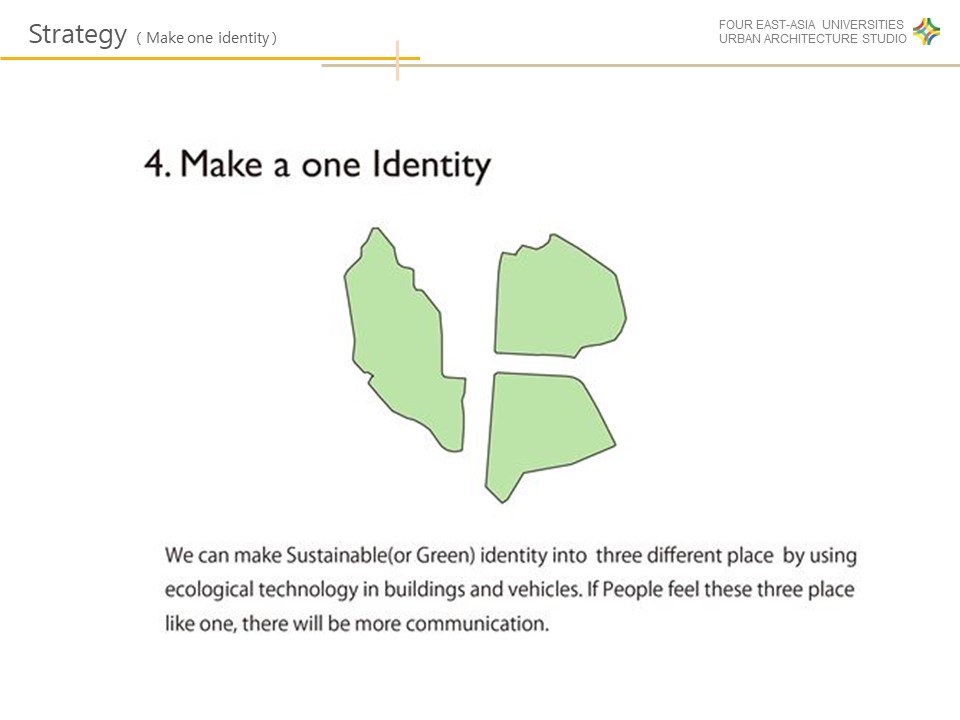 Strategy ( Make one identity )
FOUR EAST-ASIA UNIVERSITIES
URBAN ARCHITECTURE STUDIO
4. Make a one Identity
We can make Sustainable(or Green) identity into three different place by using
ecological technology in buildings and vehicles. If People feel these three place
like one, there will be more communication.